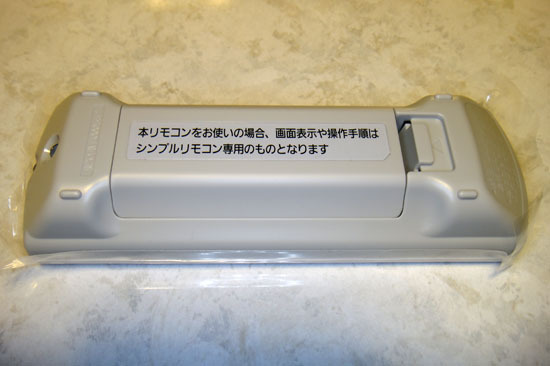 本リモコンをお使いの場合、画面表示や操作手順は
シンプルリモコン専用のものとなります